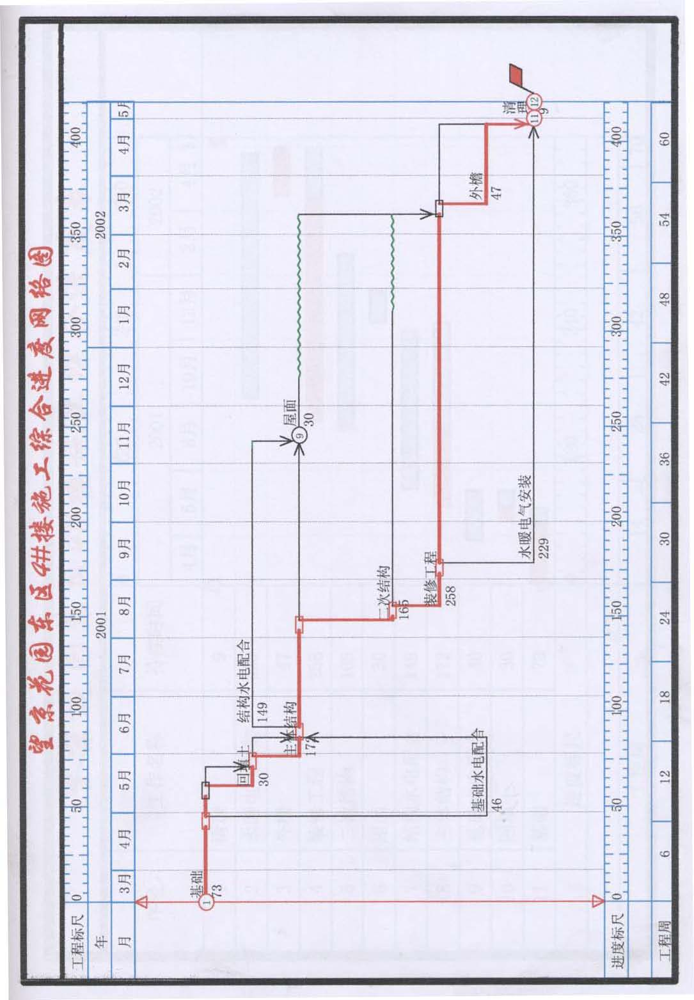 望京花园东区4#楼施工综合进度网络图
工程标尺 0 50 100 150 200 250 300 350 400
年 2001 2002
月 3月 4月 5月 6月 7月 8月 9月 10月 11月 12月 1月 2月 3月 4月 5月
1
基础
73
回填土
30
结构水电配合
149
主体结构
172
9
屋面
30
二次结构
165
装修工程
258
基础水电配合
46
外檐
47
水暖电气安装
229
清理
9
11
12
进度标尺 0 50 100 150 200 250 300 350 400
工程周 6 12 18 24 30 36 42 48 54 60